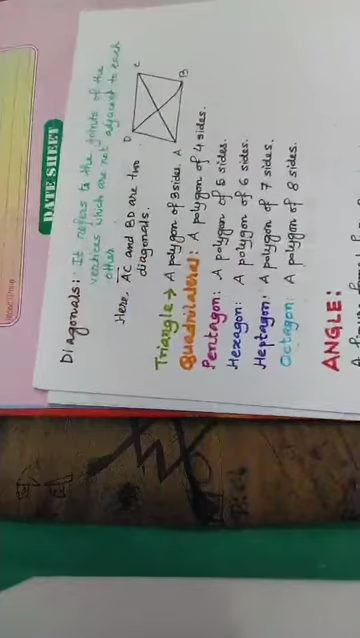 DATE SHEET
Diagonals: It refers to the joints of the
vertices which are not adjacent to each
other
Here, AC and BD are two
diagonals.
D
C
A
B
Triangle → A polygon of 3 sides.
Quadrilateral: A polygon of 4 sides.
Pentagon: A polygon of 5 sides.
Hexagon: A polygon of 6 sides.
Heptagon: A polygon of 7 sides.
Octagon: A polygon of 8 sides.
ANGLE: